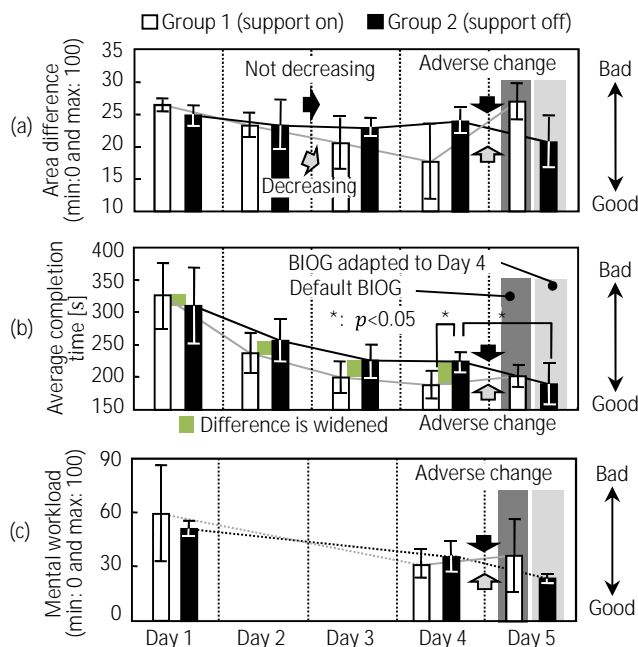 Group 1 (support on)
Group 2 (support off)
(a)
Area difference
(min:0 and max: 100)
35
30
25
20
15
10
Not decreasing
Decreasing
Adverse change
Bad
Good
(b)
Average completion
time [s]
400
350
300
250
200
150
BIOG adapted to Day 4
Default BIOG
*: p<0.05
*
*
Difference is widened
Adverse change
Bad
Good
(c)
Mental workload
(min: 0 and max: 100)
90
60
30
0
Adverse change
Bad
Good
Day 1
Day 2
Day 3
Day 4
Day 5